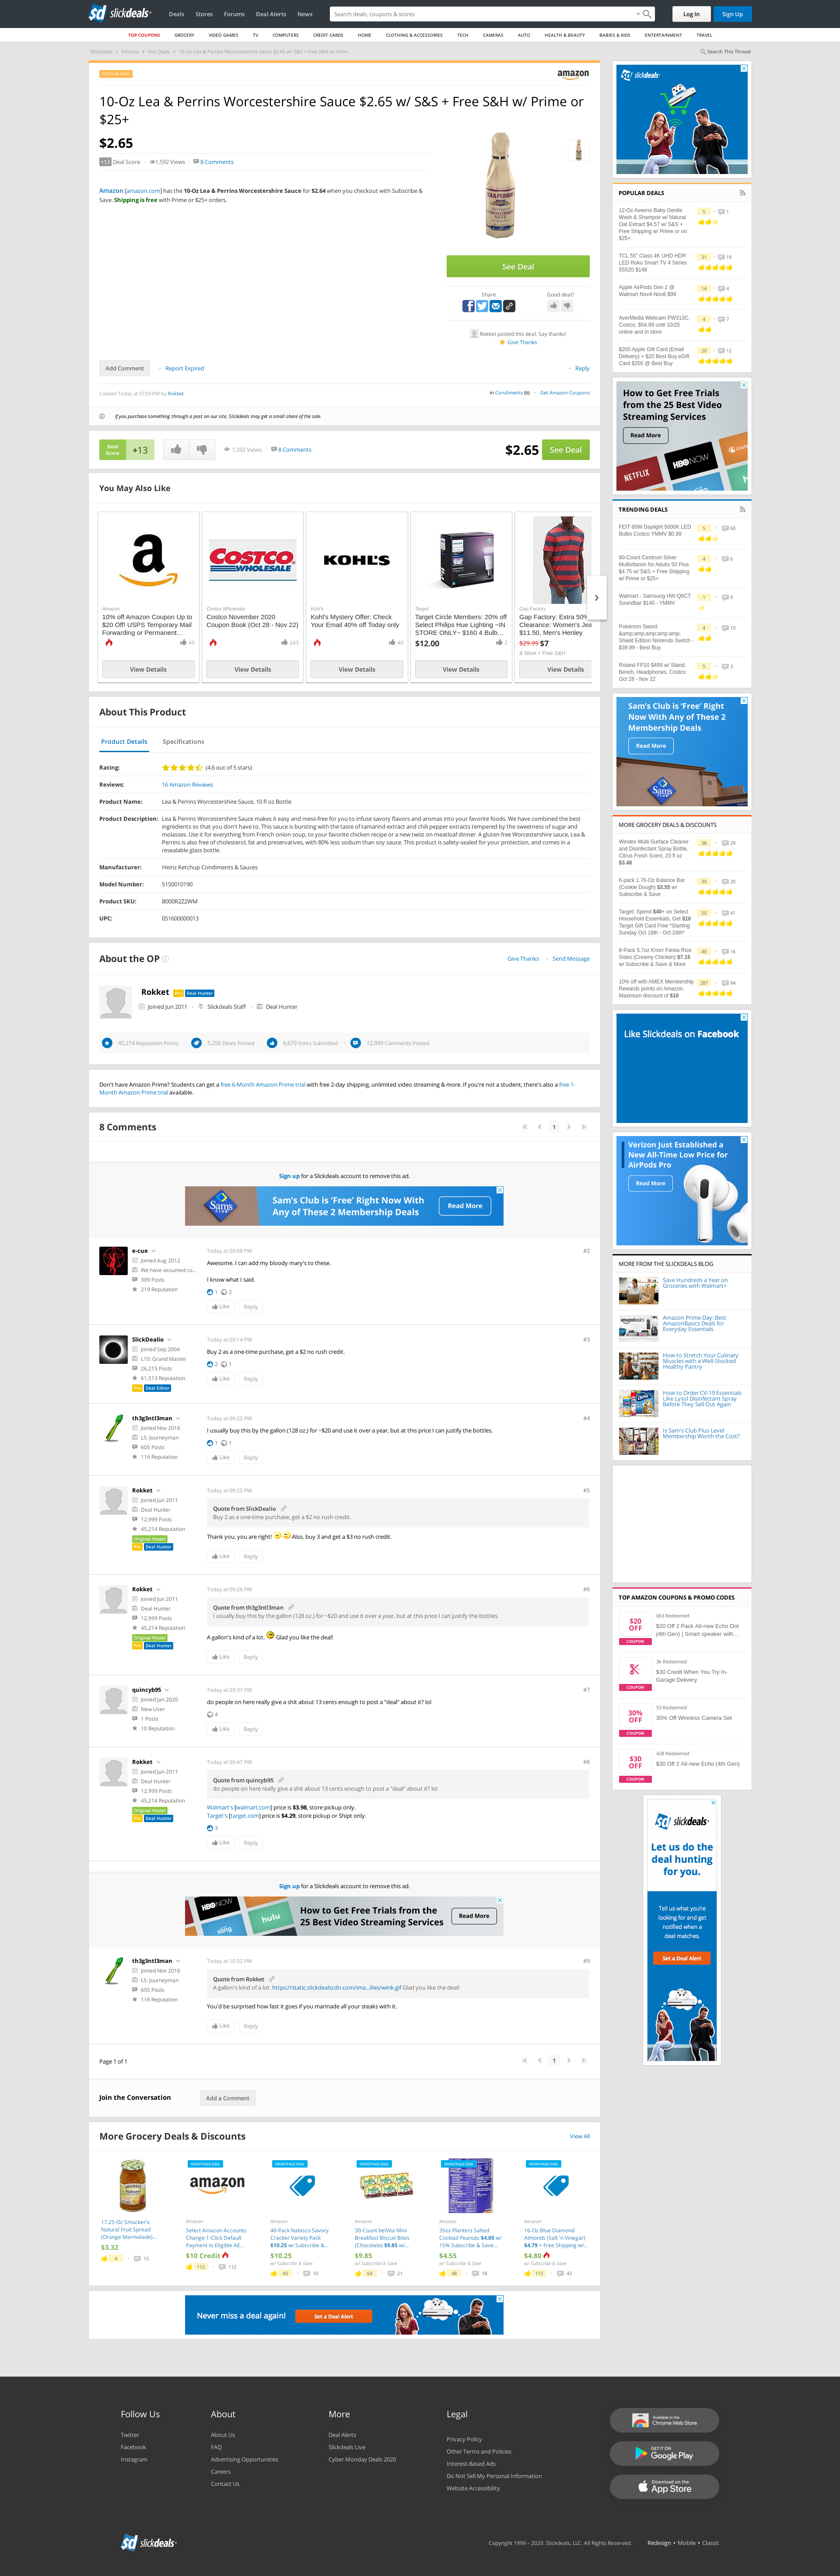 slickdeals
Deals
Stores
Forums
Deal Alerts
News
Search deals, coupons & stores
Log In
Sign Up
TOP COUPONS
GROCERY
VIDEO GAMES
TV
COMPUTERS
CREDIT CARDS
HOME
CLOTHING & ACCESSORIES
TECH
CAMERAS
AUTO
HEALTH & BEAUTY
BABIES & KIDS
ENTERTAINMENT
TRAVEL
Slickdeals > Forums > Hot Deals > 10-Oz Lea & Perrins Worcestershire Sauce $2.65 w/ S&S + Free S&H w/ Prim...
Search This Thread
POPULAR DEAL
amazon
10-Oz Lea & Perrins Worcestershire Sauce $2.65 w/ S&S + Free S&H w/ Prime or
$25+
$2.65
+13 Deal Score
1,592 Views
8 Comments
Amazon [amazon.com] has the 10-Oz Lea & Perrins Worcestershire Sauce for $2.64 when you checkout with Subscribe &
Save. Shipping is free with Prime or $25+ orders.
See Deal
Share
Good deal?
Rokket posted this deal. Say thanks!
Give Thanks
Add Comment
Report Expired
Reply
Created Today at 07:59 PM by Rokket
in Condiments (6)
Get Amazon Coupons
If you purchase something through a post on our site, Slickdeals may get a small share of the sale.
Deal
Score
+13
1,592 Views
8 Comments
$2.65
See Deal
You May Also Like
Amazon
10% off Amazon Coupon Up to
$20 Off! USPS Temporary Mail
Forwarding or Permanent...
45
View Details
COSTCO
WHOLESALE
Costco Wholesale
Costco November 2020
Coupon Book (Oct 28 - Nov 22)
243
View Details
KOHL'S
Kohl's
Kohl's Mystery Offer: Check
Your Email 40% off Today only
40
View Details
Target
Target Circle Members: 20% off
Select Philips Hue Lighting ~IN
STORE ONLY~ $160 4 Bulb...
$12.00
2
View Details
Gap Factory
Gap Factory: Extra 50%
Clearance Women's Jea
$11.50, Men's Henley
$29.99 $7
& More + Free S&H
View Details
About This Product
Product Details
Specifications
Rating:
(4.6 out of 5 stars)
Reviews:
16 Amazon Reviews
Product Name:
Lea & Perrins Worcestershire Sauce, 10 fl oz Bottle
Product Description:
Lea & Perrins Worcestershire Sauce makes it easy and mess-free for you to infuse savory flavors and aromas into your favorite foods. We have combined the best
ingredients so that you don't have to. This sauce is bursting with the taste of tamarind extract and chili pepper extracts tempered by the sweetness of sugar and
molasses. Use it for everything from French onion soup, to your favorite chicken recipe or a new twist on meatloaf dinner. A gluten free Worcestershire sauce, Lea &
Perrins is also free of cholesterol, fat and preservatives, with 80% less sodium than soy sauce. This product is safety-sealed for your protection, and comes in a
resealable glass bottle.
Manufacturer:
Heinz Ketchup Condiments & Sauces
Model Number:
5150010190
Product SKU:
B000R2Z2WM
UPC:
051600000013
About the OP
Give Thanks
Send Message
Rokket
Pro
Deal Hunter
Joined Jun 2011
Slickdeals Staff
Deal Hunter
45,214 Reputation Points
5,256 Deals Posted
6,679 Votes Submitted
12,999 Comments Posted
Don't have Amazon Prime? Students can get a free 6-Month Amazon Prime trial with free 2-day shipping, unlimited video streaming & more. If you're not a student, there's also a free 1-
Month Amazon Prime trial available.
8 Comments
1
Sign up for a Slickdeals account to remove this ad.
Sam's Club is 'Free' Right Now With
Any of These 2 Membership Deals
Read More
e-cue
Joined Aug 2012
We have assumed co...
309 Posts
219 Reputation
Today at 09:08 PM
#2
Awesome. I can add my bloody mary's to these.
I know what I said.
1
2
Like
Reply
SlickDealio
Joined Sep 2004
L10: Grand Master
26,215 Posts
61,513 Reputation
Pro
Deal Editor
Today at 09:14 PM
#3
Buy 2 as a one-time purchase, get a $2 no rush credit.
2
1
Like
Reply
th3g3ntl3man
Joined Nov 2016
L5: Journeyman
605 Posts
116 Reputation
Today at 09:22 PM
#4
I usually buy this by the gallon (128 oz.) for ~$20 and use it over a year, but at this price I can justify the bottles.
1
1
Like
Reply
Rokket
Joined Jun 2011
Deal Hunter
12,999 Posts
45,214 Reputation
Original Poster
Pro
Deal Hunter
Today at 09:25 PM
#5
Quote from SlickDealio
Buy 2 as a one-time purchase, get a $2 no rush credit.
Thank you, you are right! Also, buy 3 and get a $3 no rush credit.
Like
Reply
Rokket
Joined Jun 2011
Deal Hunter
12,999 Posts
45,214 Reputation
Original Poster
Pro
Deal Hunter
Today at 09:26 PM
#6
Quote from th3g3ntl3man
I usually buy this by the gallon (128 oz.) for ~$20 and use it over a year, but at this price I can justify the bottles.
A gallon's kind of a lot. Glad you like the deal!
Like
Reply
quincyb95
Joined Jan 2020
New User
1 Posts
10 Reputation
Today at 09:37 PM
#7
do people on here really give a shit about 13 cents enough to post a "deal" about it? lol
4
Like
Reply
Rokket
Joined Jun 2011
Deal Hunter
12,999 Posts
45,214 Reputation
Original Poster
Pro
Deal Hunter
Today at 09:47 PM
#8
Quote from quincyb95
do people on here really give a shit about 13 cents enough to post a "deal" about it? lol
Walmart's [walmart.com] price is $3.98, store pickup only.
Target's [target.com] price is $4.29, store pickup or Shipt only.
3
Like
Reply
Sign up for a Slickdeals account to remove this ad.
HBO NOW
sling
hulu
How to Get Free Trials from the
25 Best Video Streaming Services
Read More
th3g3ntl3man
Joined Nov 2016
L5: Journeyman
605 Posts
116 Reputation
Today at 10:32 PM
#9
Quote from Rokket
A gallon's kind of a lot. https://static.slickdealscdn.com/ima...ilies/wink.gif Glad you like the deal!
You'd be surprised how fast it goes if you marinade all your steaks with it.
Like
Reply
Page 1 of 1
1
Join the Conversation
Add a Comment
More Grocery Deals & Discounts
View All
17.25-Oz Smucker's
Natural Fruit Spread
(Orange Marmalade)...
$3.32
4
15
FRONTPAGE DEAL
amazon
Amazon
Select Amazon Accounts:
Change 1-Click Default
Payment to Eligible AE...
$10 Credit
112
112
FRONTPAGE DEAL
Amazon
40-Pack Nabisco Savory
Cracker Variety Pack
$10.25 w/ Subscribe &...
$10.25
w/ Subscribe & Save
43
10
FRONTPAGE DEAL
Amazon
30-Count belVita Mini
Breakfast Biscuit Bites
(Chocolate) $9.85 w/...
$9.85
w/ Subscribe & Save
64
21
FRONTPAGE DEAL
Amazon
35oz Planters Salted
Cocktail Peanuts $4.05 w/
15% Subscribe & Save...
$4.55
w/ Subscribe & Save
48
18
FRONTPAGE DEAL
Amazon
16-Oz Blue Diamond
Almonds (Salt 'n Vinegar)
$4.79 + Free Shipping w/...
$4.80
w/ Subscribe & Save
113
42
Never miss a deal again!
Set a Deal Alert
slickdeals
POPULAR DEALS
12-Oz Aveeno Baby Gentle
Wash & Shampoo w/ Natural
Oat Extract $4.57 w/ S&S +
Free Shipping w/ Prime or on
$25+
5
1
TCL 55" Class 4K UHD HDR
LED Roku Smart TV 4 Series
55S20 $148
31
19
Apple AirPods Gen 2 @
Walmart Nov4-Nov8 $99
14
4
AverMedia Webcam PW313C,
Costco, $54.99 until 10/25
online and in store
4
7
$200 Apple Gift Card (Email
Delivery) + $20 Best Buy eGift
Card $200 @ Best Buy
20
12
How to Get Free Trials
from the 25 Best Video
Streaming Services
Read More
NETFLIX
HBO NOW
TRENDING DEALS
FEIT 60W Daylight 5000K LED
Bulbs Costco YMMV $0.99
5
60
80-Count Centrum Silver
Multivitamin for Adults 50 Plus
$4.75 w/ S&S + Free Shipping
w/ Prime or $25+
4
6
Walmart - Samsung HW-Q6CT
Soundbar $140 - YMMV
1
9
Pokémon Sword
&amp;amp;amp;amp;amp;
Shield Edition Nintendo Switch -
$39.99 - Best Buy
4
10
Roland FP10 $499 w/ Stand,
Bench, Headphones, Costco
Oct 28 - Nov 22
5
3
Sam's Club is 'Free' Right
Now With Any of These 2
Membership Deals
Read More
Sams
MORE GROCERY DEALS & DISCOUNTS
Windex Multi-Surface Cleaner
and Disinfectant Spray Bottle,
Citrus Fresh Scent, 23 fl oz
$3.48
38
29
6-pack 1.76-Oz Balance Bar
(Cookie Dough) $3.55 w/
Subscribe & Save
39
20
Target: Spend $40+ on Select
Household Essentials, Get $10
Target Gift Card Free *Starting
Sunday Oct 18th - Oct 24th*
50
41
8-Pack 5.7oz Knorr Fiesta Rice
Sides (Creamy Chicken) $7.15
w/ Subscribe & Save & More
40
16
10% off with AMEX Membership
Rewards points on Amazon,
Maximum discount of $10
287
94
Like Slickdeals on Facebook
Verizon Just Established a
New All-Time Low Price for
AirPods Pro
Read More
MORE FROM THE SLICKDEALS BLOG
Save Hundreds a Year on
Groceries with Walmart+
Amazon Prime Day: Best
AmazonBasics Deals for
Everyday Essentials
How to Stretch Your Culinary
Muscles with a Well-Stocked
Healthy Pantry
How to Order CV-19 Essentials
Like Lysol Disinfectant Spray
Before They Sell Out Again
Is Sam's Club Plus Level
Membership Worth the Cost?
TOP AMAZON COUPONS & PROMO CODES
$20
OFF
COUPON
663 Redeemed
$20 Off 2 Pack All-new Echo Dot
(4th Gen) | Smart speaker with...
COUPON
3k Redeemed
$30 Credit When You Try In-
Garage Delivery
30%
OFF
COUPON
53 Redeemed
30% Off Wireless Camera Set
$30
OFF
COUPON
428 Redeemed
$30 Off 2 All-new Echo (4th Gen)
slickdeals
Let us do the
deal hunting
for you.
Tell us what you're
looking for and get
notified when a
deal matches.
Set a Deal Alert
Follow Us
Twitter
Facebook
Instagram
About
About Us
FAQ
Advertising Opportunities
Careers
Contact Us
More
Deal Alerts
Slickdeals Live
Cyber Monday Deals 2020
Legal
Privacy Policy
Other Terms and Policies
Interest-Based Ads
Do Not Sell My Personal Information
Website Accessibility
Available in the
Chrome Web Store
GET IT ON
Google Play
Download on the
App Store
slickdeals
Copyright 1999 – 2020. Slickdeals, LLC. All Rights Reserved.
Redesign • Mobile • Classic